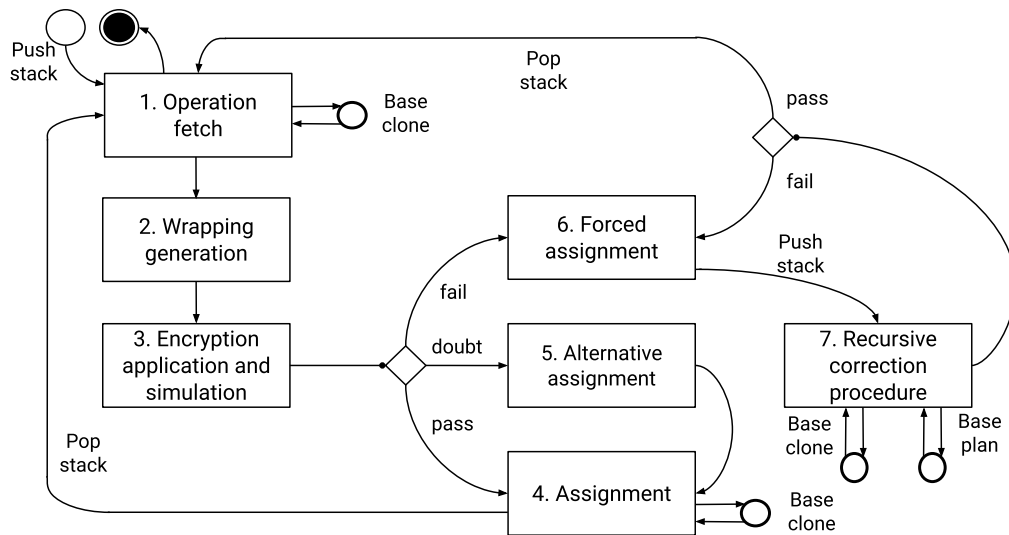 Push
stack
Pop
stack
pass
1. Operation
fetch
Base
clone
fail
2. Wrapping
generation
6. Forced
assignment
Push
stack
fail
3. Encryption
application and
simulation
doubt
5. Alternative
assignment
7. Recursive
correction
procedure
pass
Base
clone
Base
plan
Pop
stack
4. Assignment
Base
clone